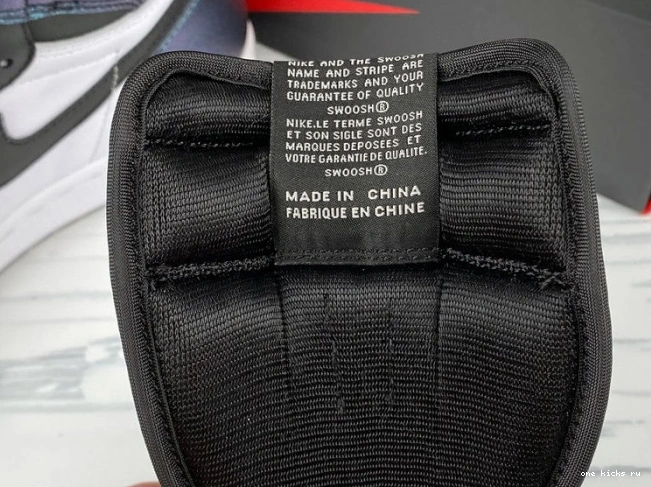 NIKE AND THE SWOOSH
NAME AND STRIPE ARE
TRADEMARKS AND YOUR
GUARANTEE OF QUALITY
SWOOSH®
NIKE.LE TERME SWOOSH
ET SON SIGLE SONT DES
MARQUES DEPOSEES ET
VOTRE GARANTIE DE QUALITE.
SWOOSH®
MADE IN CHINA
FABRIQUE EN CHINE
one kicks ru